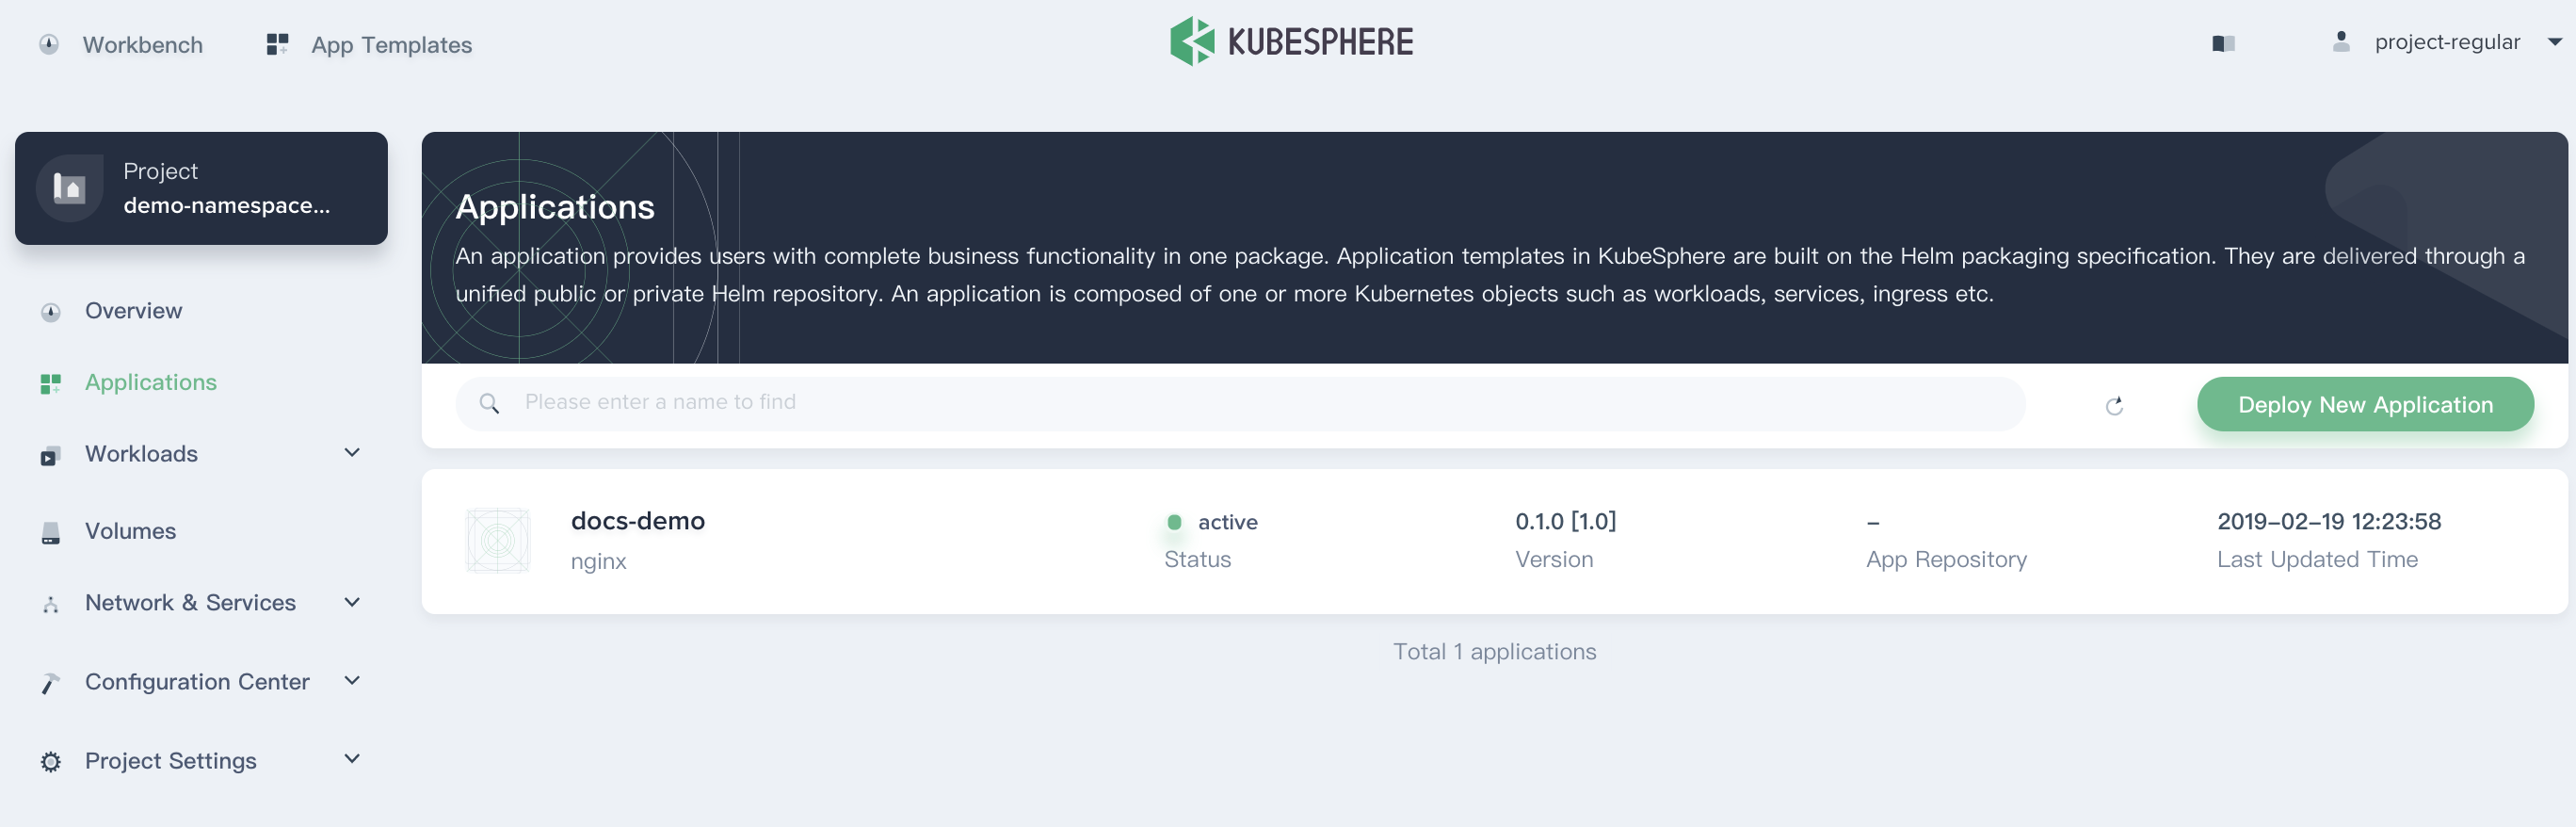 Workbench
App Templates
KUBESPHERE
project-regular
Project
demo-namespace...
Overview
Applications
Workloads
Volumes
Network & Services
Configuration Center
Project Settings
Applications
An application provides users with complete business functionality in one package. Application templates in KubeSphere are built on the Helm packaging specification. They are delivered through a
unified public or private Helm repository. An application is composed of one or more Kubernetes objects such as workloads, services, ingress etc.
Please enter a name to find
Deploy New Application
docs-demo
nginx
active
Status
0.1.0 [1.0]
Version
–
App Repository
2019–02–19 12:23:58
Last Updated Time
Total 1 applications